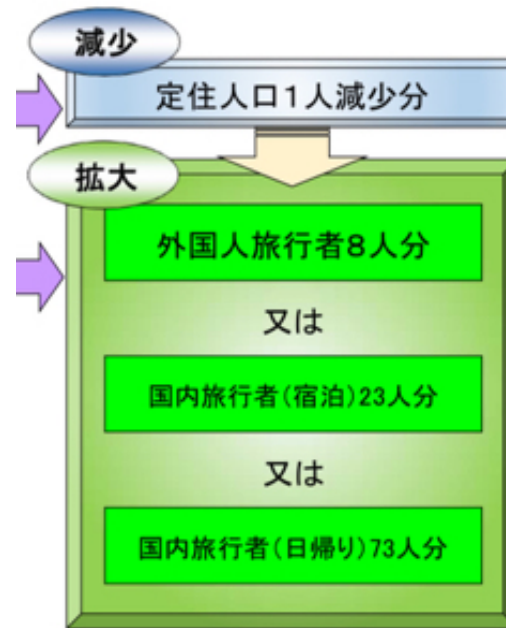 減少
定住人口１人減少分
拡大
外国人旅行者８人分
又は
国内旅行者（宿泊）23人分
又は
国内旅行者（日帰り）73人分